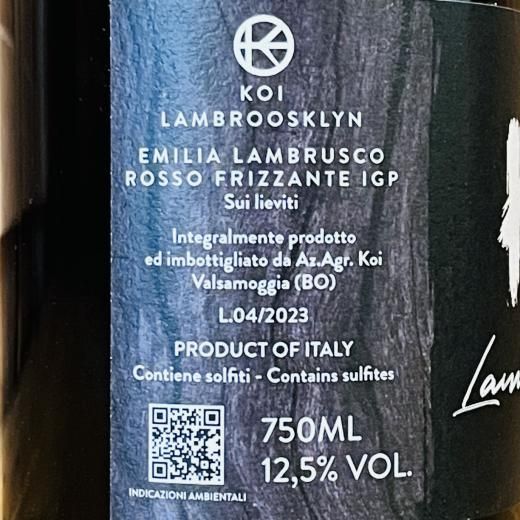 K
KOI
LAMBROOSKLYN
EMILIA LAMBRUSCO
ROSSO FRIZZANTE IGP
Sui lieviti
Integralmente prodotto
ed imbottigliato da Az.Agr. Koi
Valsamoggia (BO)
L.04/2023
PRODUCT OF ITALY
Contiene solfiti - Contains sulfites
750ML
12,5% VOL.
INDICAZIONI AMBIENTALI